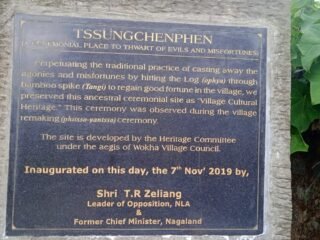 TSSUNGCHENPHEN
(A CEREMONIAL PLACE TO THWART OF EVILS AND MISFORTUNES)
Perpetuating the traditional practice of casting away the
agonies and misfortunes by hitting the Log (ophyu) through
bamboo spike (Tangi) to regain good fortune in the village, we
preserved this ancestral ceremonial site as "Village Cultural
Heritage." This ceremony was observed during the village
remaking ceremony.
The site is developed by the Heritage Committee
under the aegis of Wokha Village Council.
Inaugurated on this day, the 7th Nov' 2019 by,
Shri T.R Zeliang
Leader of Opposition, NLA
&
Former Chief Minister, Nagaland